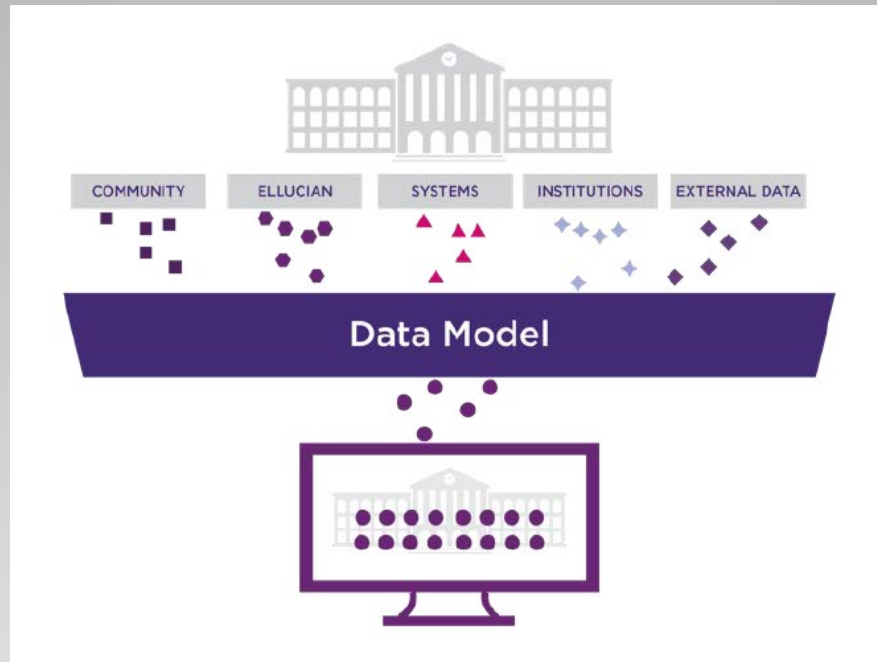 COMMUNITY
ELLUCIAN
SYSTEMS
INSTITUTIONS
EXTERNAL DATA
Data Model